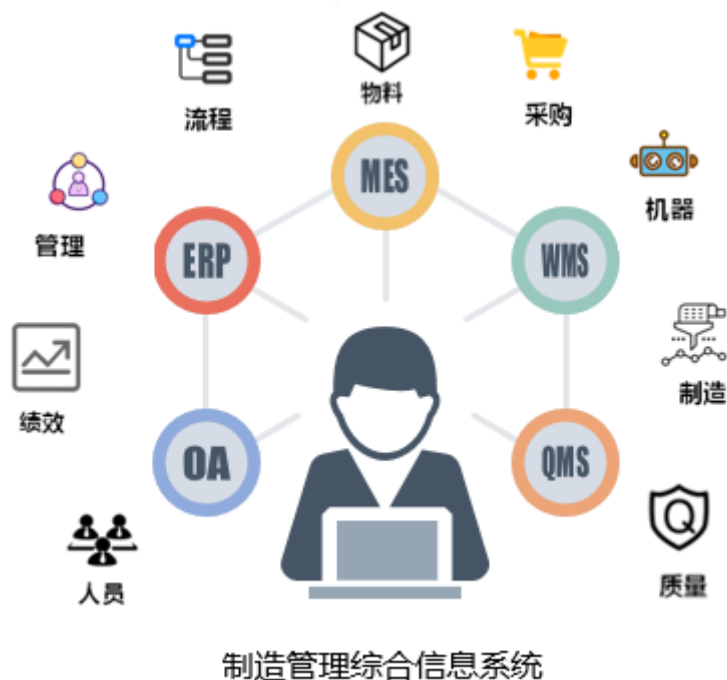 物料
流程
采购
MES
机器
管理
ERP
WMS
制造
绩效
OA
QMS
Q
人员
质量
制造管理综合信息系统